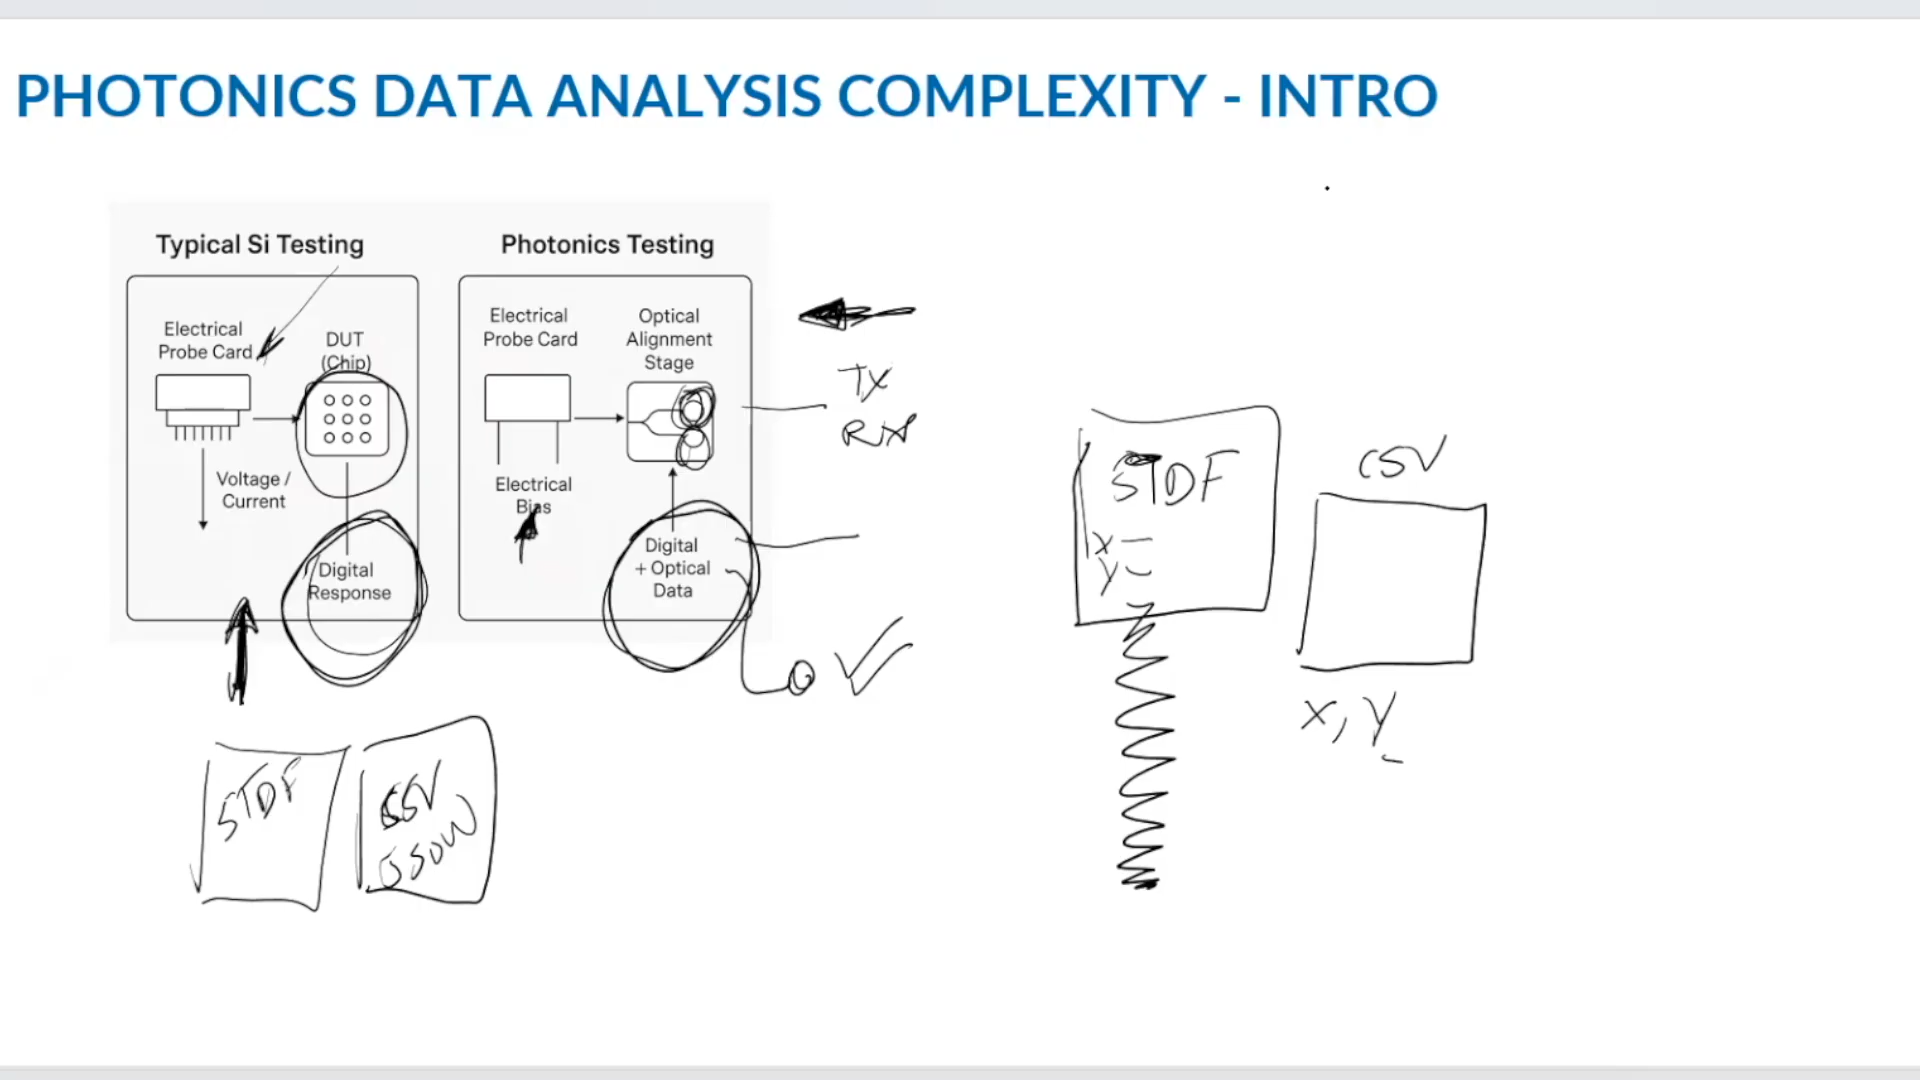 PHOTONICS DATA ANALYSIS COMPLEXITY - INTRO
Typical Si Testing
Electrical
Probe Card
DUT
(Chip)
Voltage /
Current
Digital
Response
Photonics Testing
Electrical
Probe Card
Optical
Alignment
Stage
Electrical
Bias
Digital
+ Optical
Data
TX
RX
STDF
CSV
STDF
X
Y
CSV
X, Y